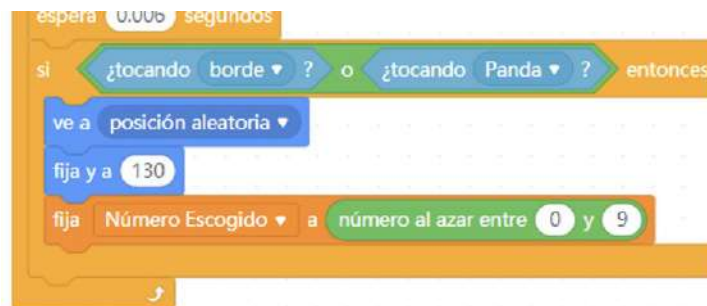 espera 0.006 segundos
si ¿tocando borde ? o ¿tocando Panda ? entonces
ve a posición aleatoria
fija y a 130
fija Número Escogido a número al azar entre 0 y 9